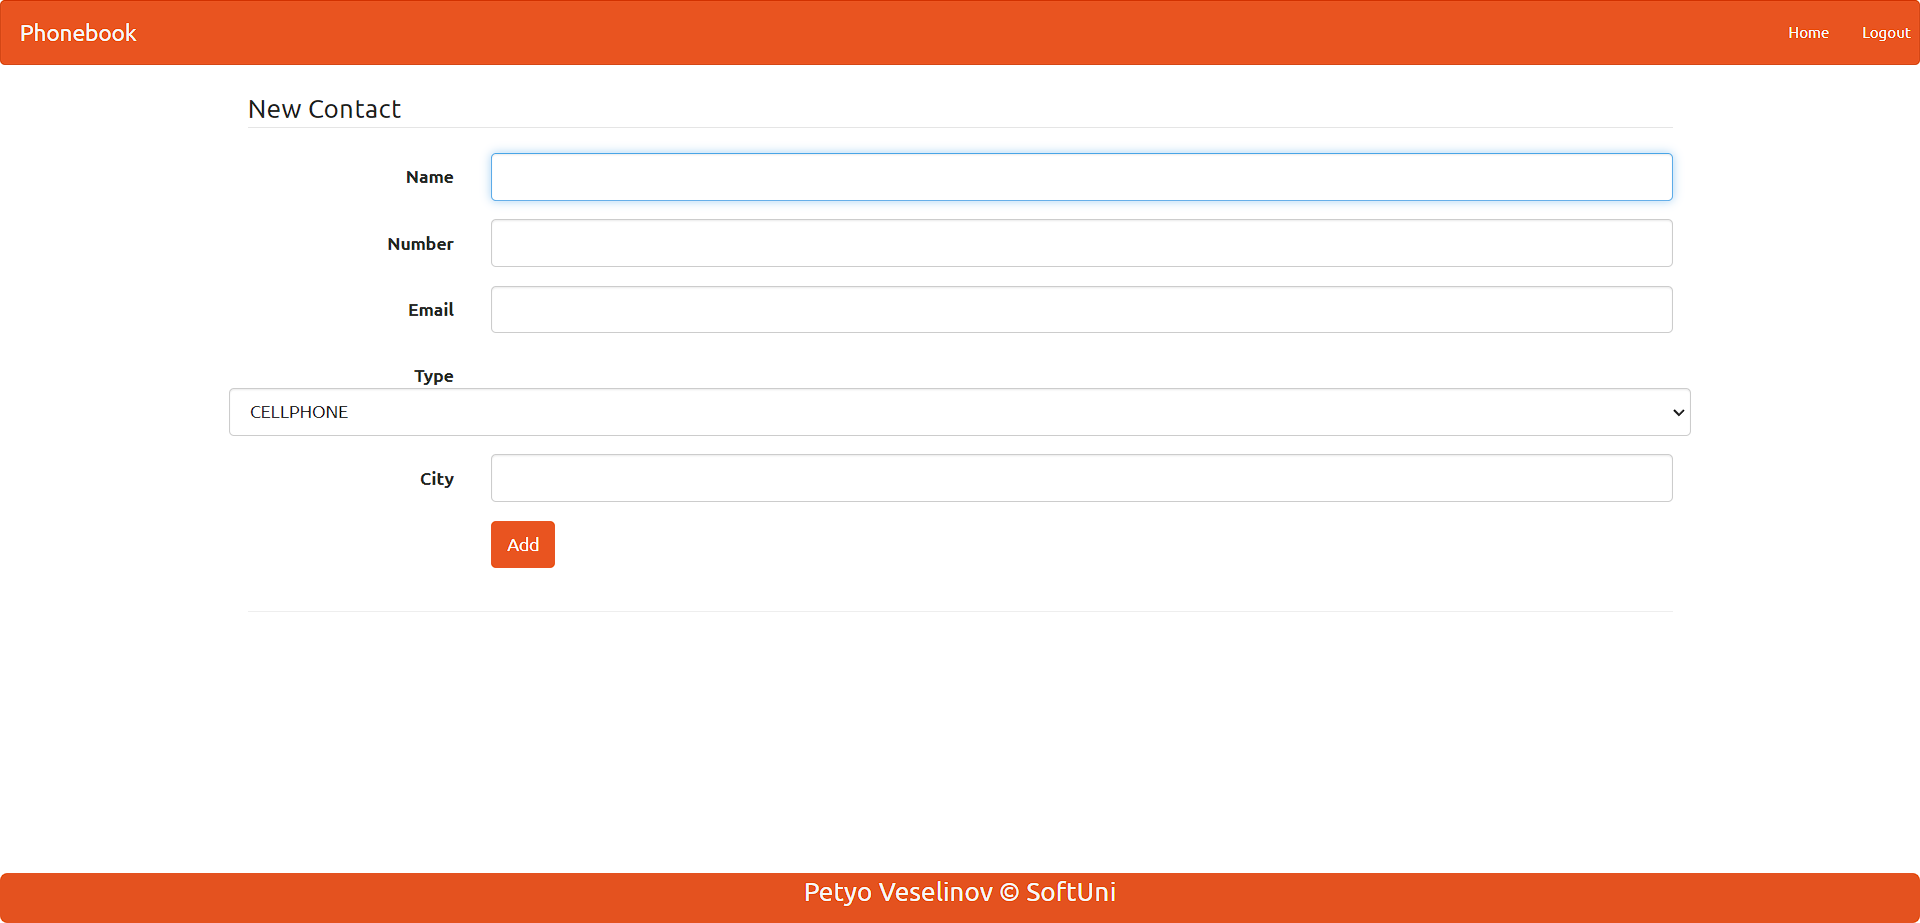 Phonebook
Home
Logout
New Contact
Name
Number
Email
Type
CELLPHONE
City
Add
Petyo Veselinov © SoftUni